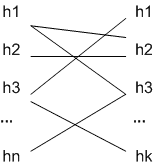 h1 h1
h2 h2
h3 h3
... ...
hn hk